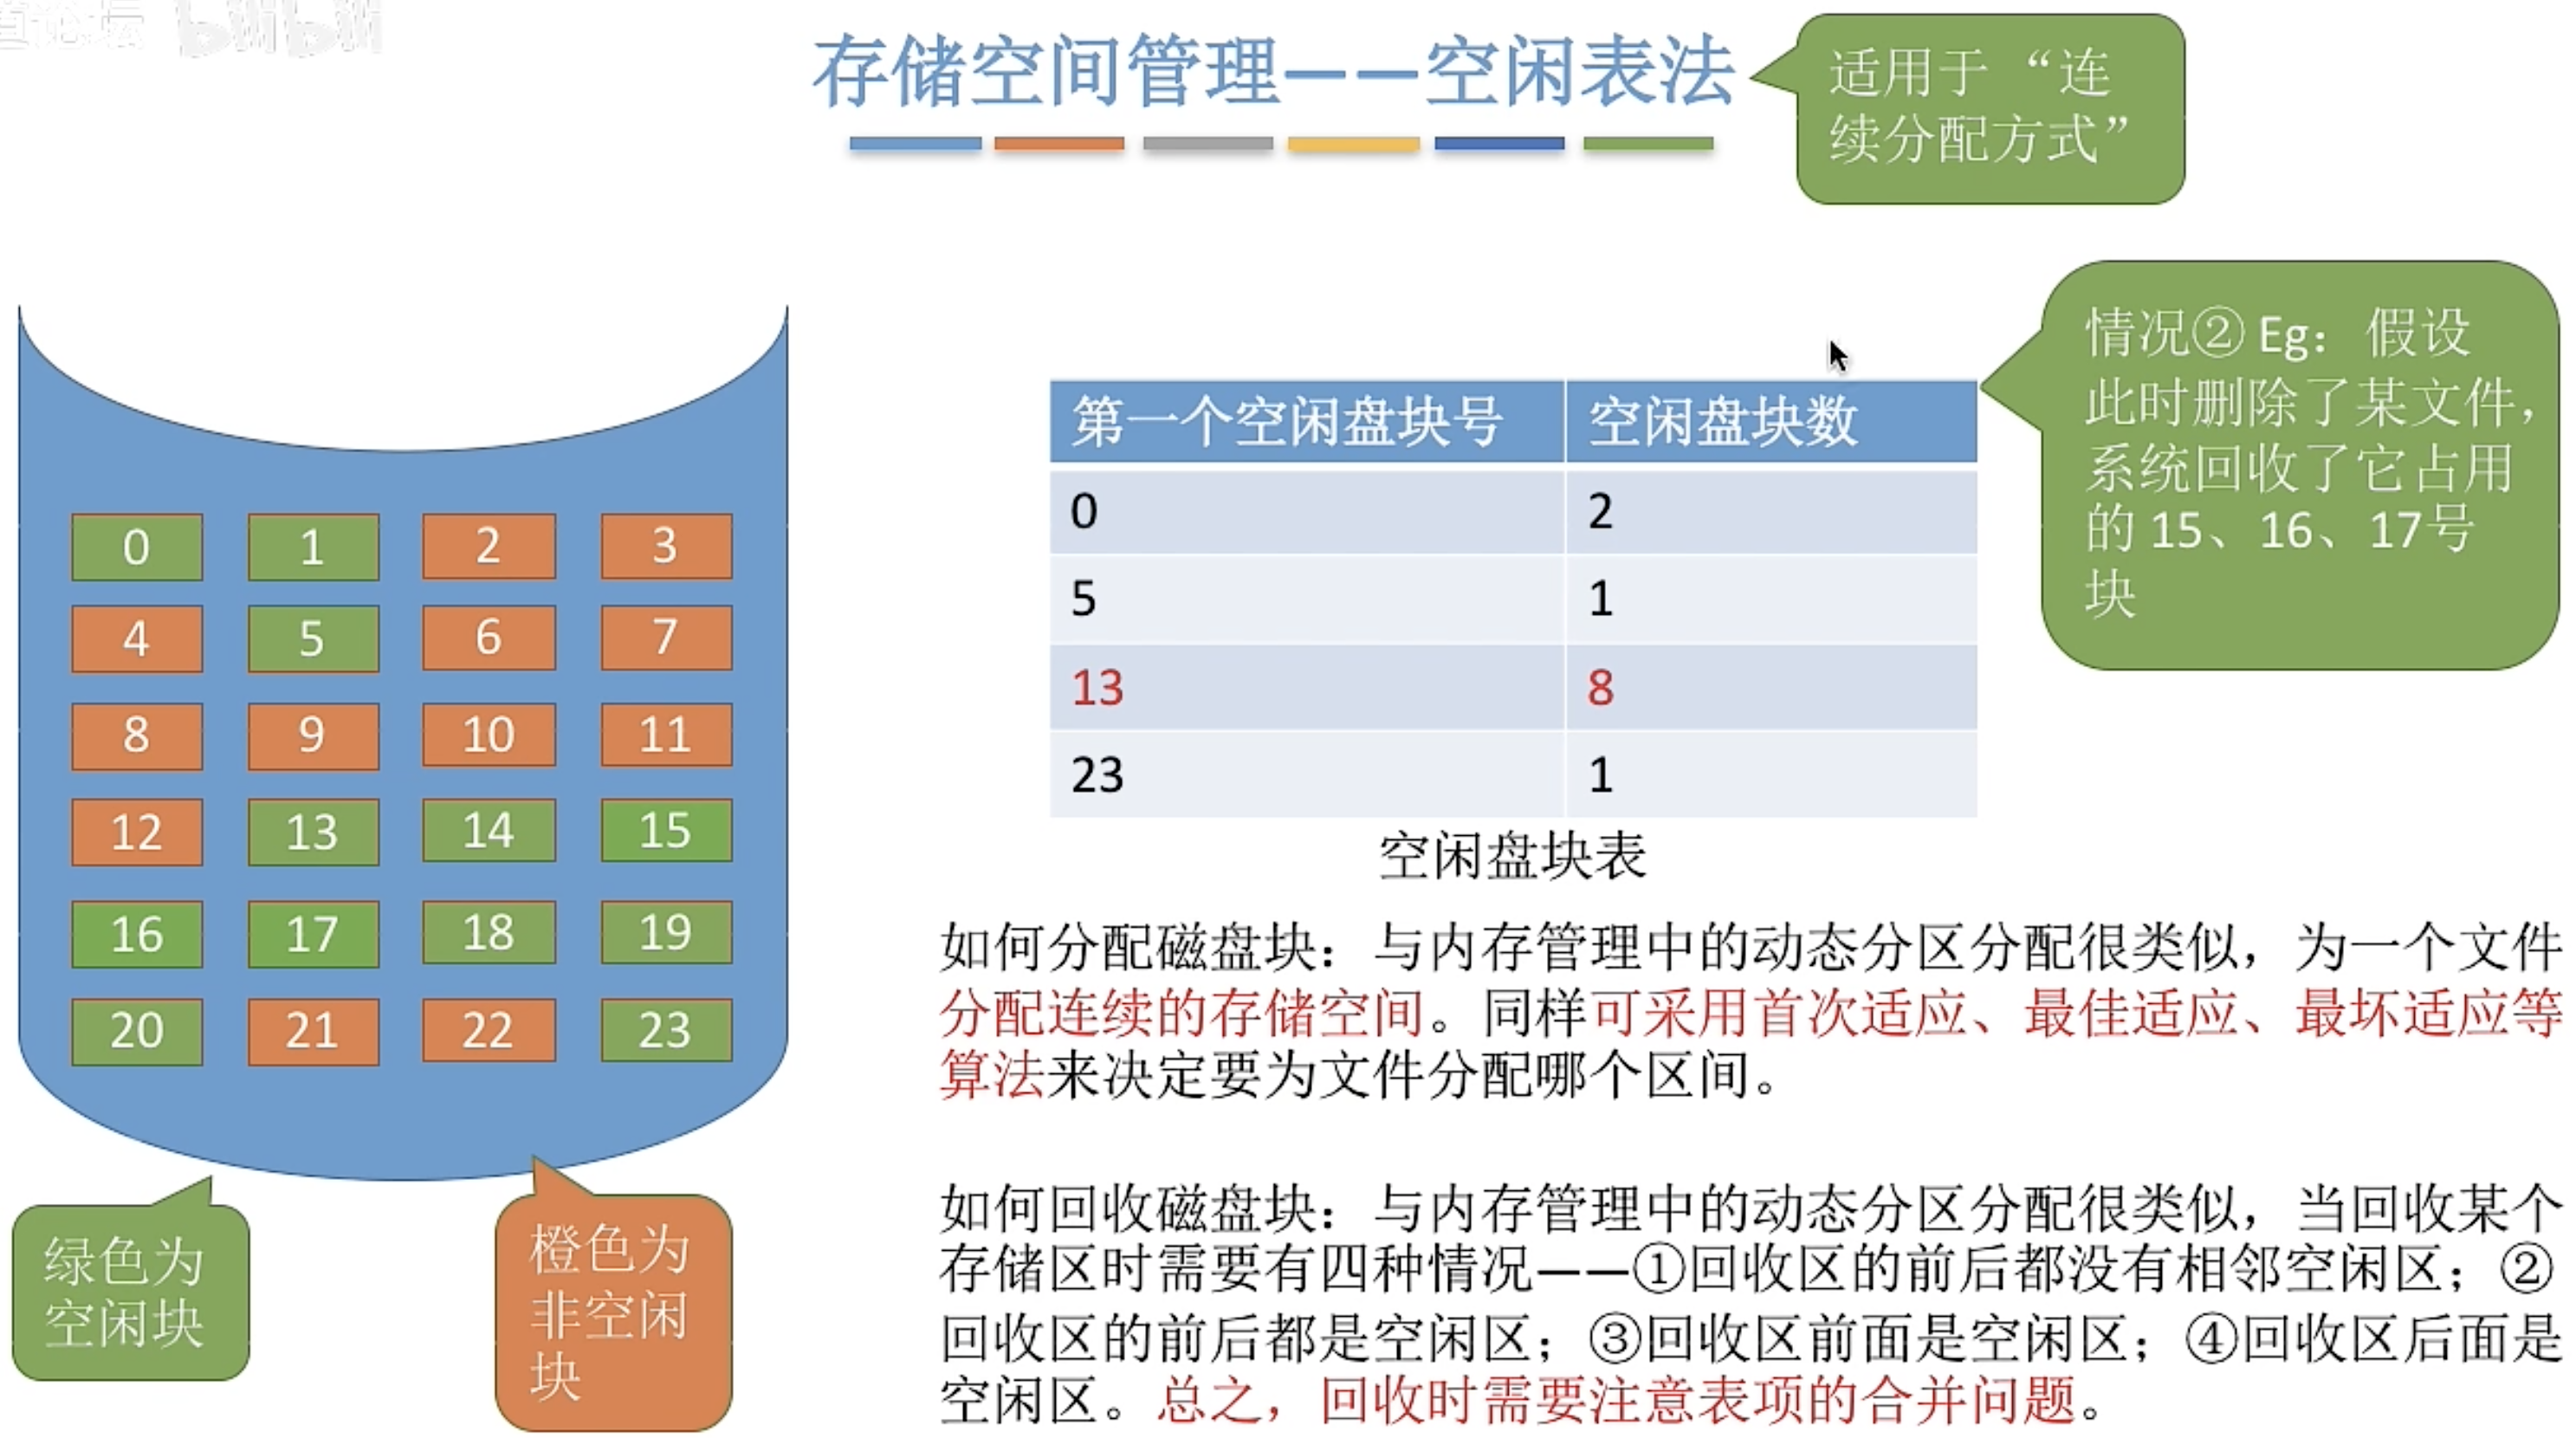 bilibili
存储空间管理——空闲表法
适用于 “连
续分配方式”
情况② Eg：假设
此时删除了某文件，
系统回收了它占用
的 15、16、17号
块
第一个空闲盘块号 空闲盘块数
0 2
5 1
13 8
23 1
空闲盘块表
0 1 2 3
4 5 6 7
8 9 10 11
12 13 14 15
16 17 18 19
20 21 22 23
绿色为
空闲块
橙色为
非空闲
块
如何分配磁盘块：与内存管理中的动态分区分配很类似，为一个文件
分配连续的存储空间。同样可采用首次适应、最佳适应、最坏适应等
算法来决定要为文件分配哪个区间。
如何回收磁盘块：与内存管理中的动态分区分配很类似，当回收某个
存储区时需要有四种情况——①回收区的前后都没有相邻空闲区；②
回收区的前后都是空闲区；③回收区前面是空闲区；④回收区后面是
空闲区。总之，回收时需要注意表项的合并问题。